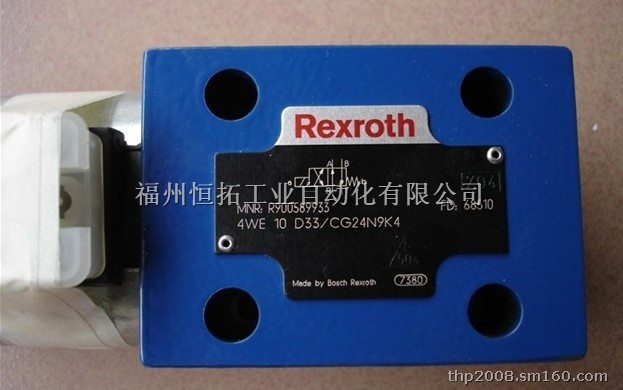 Rexroth
A B
福州恒拓工业自动化有限公司
MNR: R900589933
FD: 68510
4WE 10 D33/CG24N9K4
Made by Bosch Rexroth
7380
thp2008.sm160.com